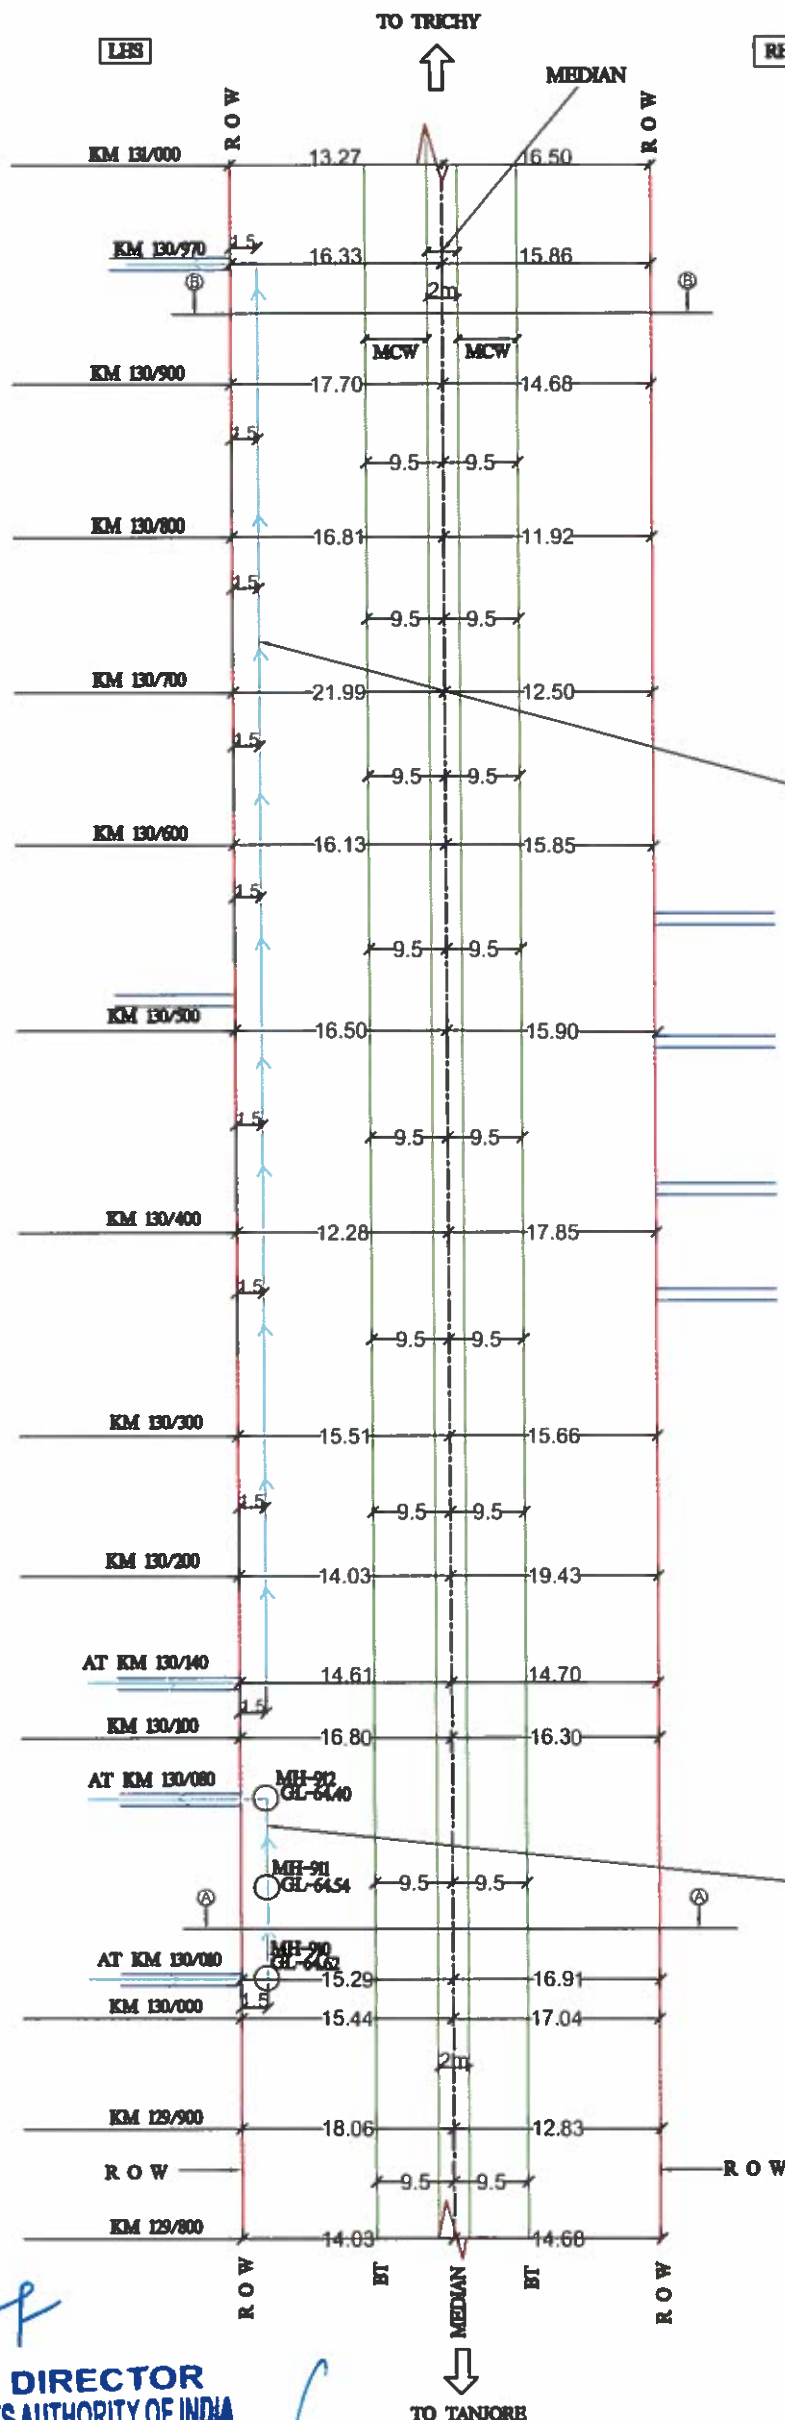 TO TRICHY
LHS
MEDIAN
R O W
R O W
KM 131/000 13.27 16.50
1.5
KM 130/970 16.33 15.86
B B
2m
MCW MCW
KM 130/900 17.70 14.68
1.5
9.5 9.5
KM 130/800 16.81 11.92
1.5
9.5 9.5
KM 130/700 21.99 12.50
1.5
9.5 9.5
KM 130/600 16.13 15.85
1.5
9.5 9.5
KM 130/500 16.50 15.90
1.5
9.5 9.5
KM 130/400 12.28 17.85
1.5
9.5 9.5
KM 130/300 15.51 15.66
1.5
9.5 9.5
KM 130/200 14.03 19.43
AT KM 130/140 14.61 14.70
1.5
KM 130/100 16.80 16.30
AT KM 130/080 MH-912
GL-64.40
MH-911
GL-64.54
9.5 9.5
A A
MH-910
AT KM 130/010 GL-64.62
15.29 16.91
1.5
KM 130/000 15.44 17.04
2m
KM 129/900 18.06 12.83
R O W R O W
9.5 9.5
KM 129/800 14.03 14.68
R O W BT MEDIAN BT R O W
DIRECTOR
AUTHORITY OF INDIA
TO TANJORE